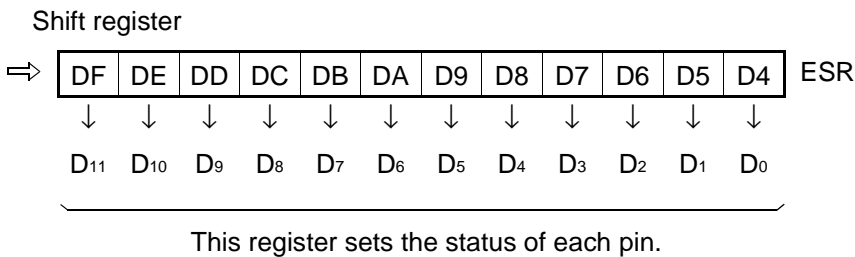 Shift register
⇒ DF DE DD DC DB DA D9 D8 D7 D6 D5 D4 ESR
↓ ↓ ↓ ↓ ↓ ↓ ↓ ↓ ↓ ↓ ↓ ↓
D11 D10 D9 D8 D7 D6 D5 D4 D3 D2 D1 D0
This register sets the status of each pin.